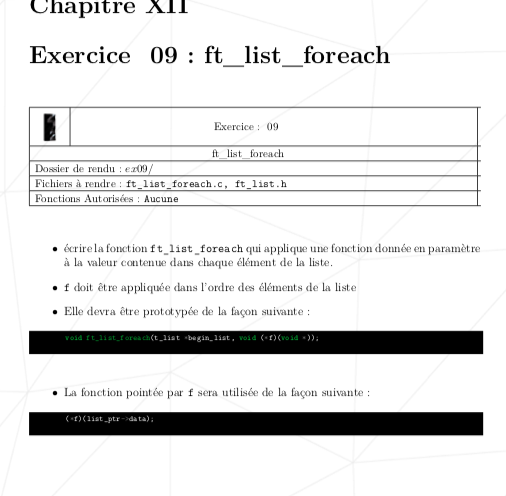 Chapitre XII
Exercice 09 : ft_list_foreach
Exercice : 09
ft_list_foreach
Dossier de rendu : ex09/
Fichiers à rendre : ft_list_foreach.c, ft_list.h
Fonctions Autorisées : Aucune
• écrire la fonction ft_list_foreach qui applique une fonction donnée en paramètre
à la valeur contenue dans chaque élément de la liste.
• f doit être appliquée dans l'ordre des éléments de la liste
• Elle devra être prototypée de la façon suivante :
void ft_list_foreach(t_list *begin_list, void (*f)(void *));
• La fonction pointée par f sera utilisée de la façon suivante :
(*f)(list_ptr->data);